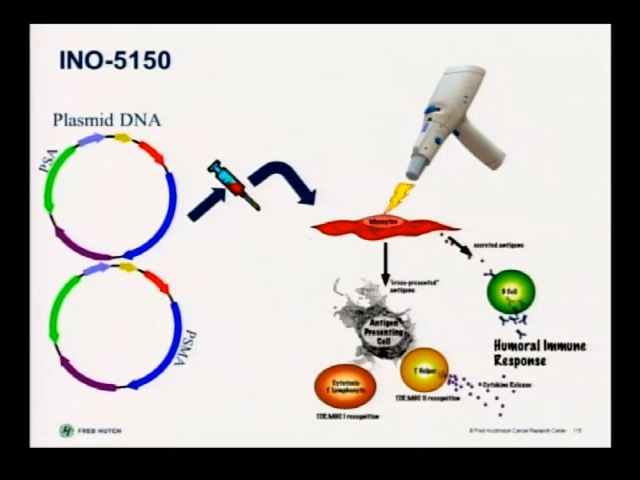 INO-5150
Plasmid DNA
PSA
PSMA
Myocytes
secreted antigens
"cross-presented"
antigens
B Cell
Antigen
Presenting
Cell
Humoral Immune
Response
T Helper
Cytotoxic
T Lymphocyte
Cytokine Release
TCR/MHC II recognition
TCR/MHC I recognition
FRED HUTCH
© Fred Hutchinson Cancer Research Center